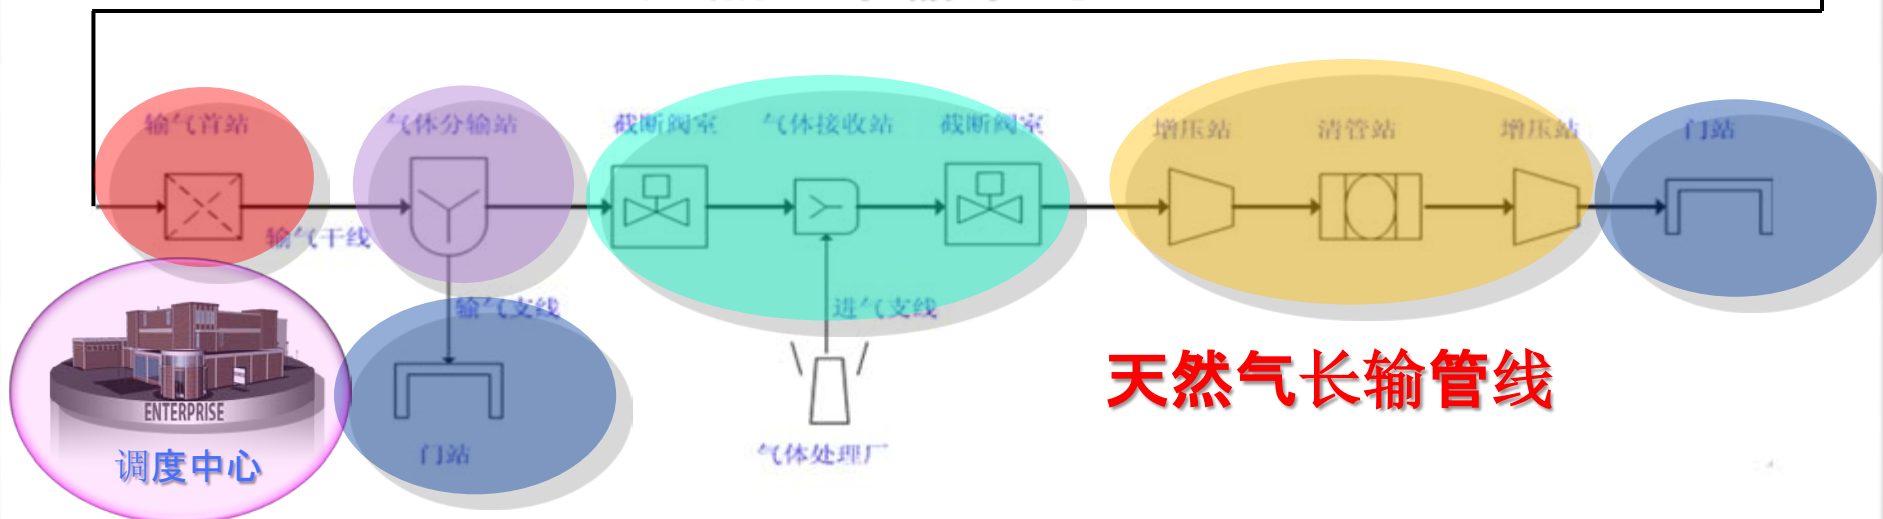 输气首站
气体分输站
截断阀室
气体接收站
截断阀室
增压站
清管站
增压站
门站
输气干线
输气支线
进气支线
天然气长输管线
ENTERPRISE
调度中心
门站
气体处理厂